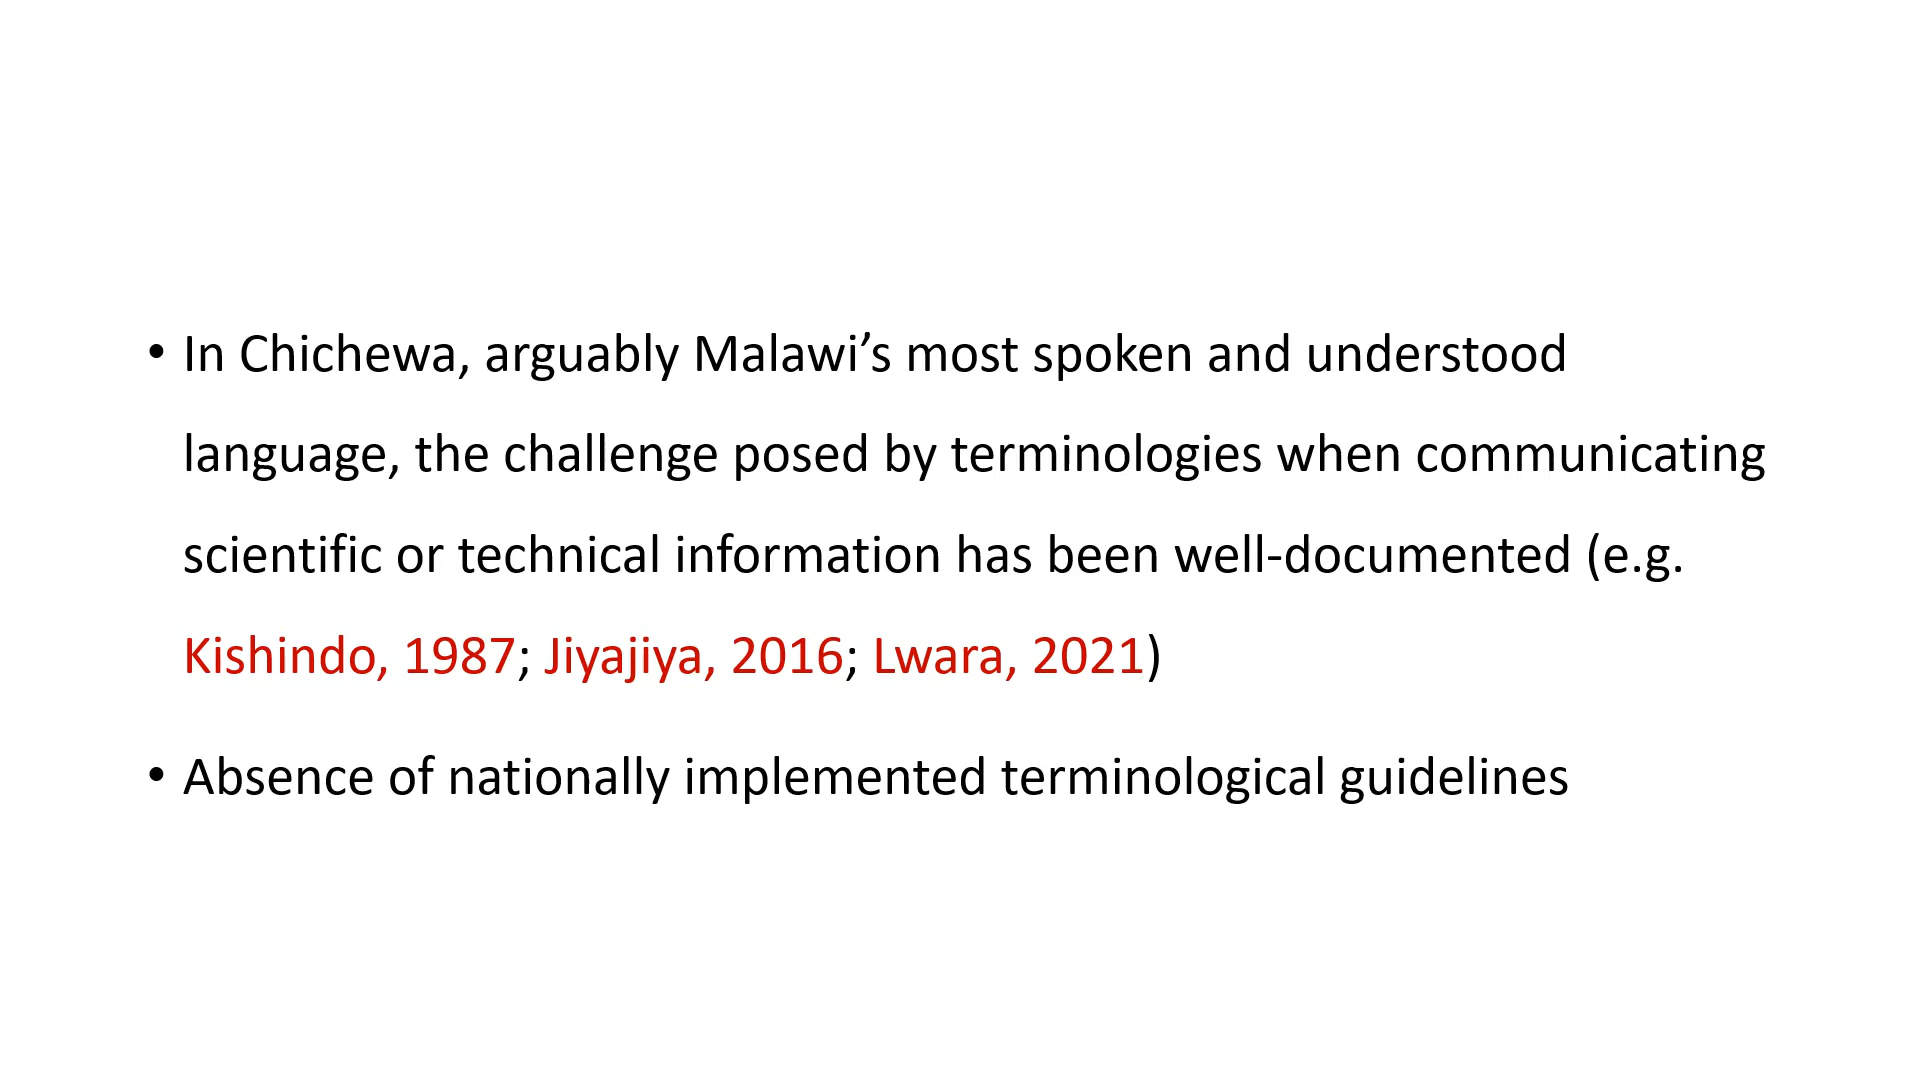 • In Chichewa, arguably Malawi’s most spoken and understood
language, the challenge posed by terminologies when communicating
scientific or technical information has been well-documented (e.g.
Kishindo, 1987; Jiyajiya, 2016; Lwara, 2021)
• Absence of nationally implemented terminological guidelines